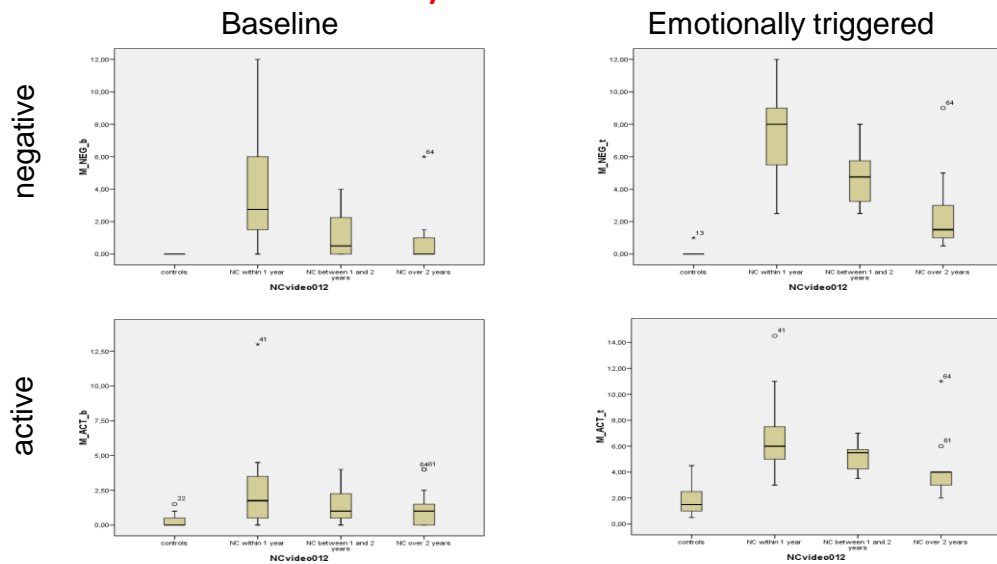 Baseline
Emotionally triggered
negative
M_NEG_b
12,00
10,00
8,00
6,00
4,00
2,00
0,00
64
controls
NC within 1 year
NC between 1 and 2 years
NC over 2 years
NCvideo012
M_NEG_t
12,00
10,00
8,00
6,00
4,00
2,00
0,00
13
64
controls
NC within 1 year
NC between 1 and 2 years
NC over 2 years
NCvideo012
active
M_ACT_b
12,50
10,00
7,50
5,00
2,50
0,00
22
41
6461
controls
NC within 1 year
NC between 1 and 2 years
NC over 2 years
NCvideo012
M_ACT_t
14,00
12,00
10,00
8,00
6,00
4,00
2,00
0,00
41
64
61
controls
NC within 1 year
NC between 1 and 2 years
NC over 2 years
NCvideo012